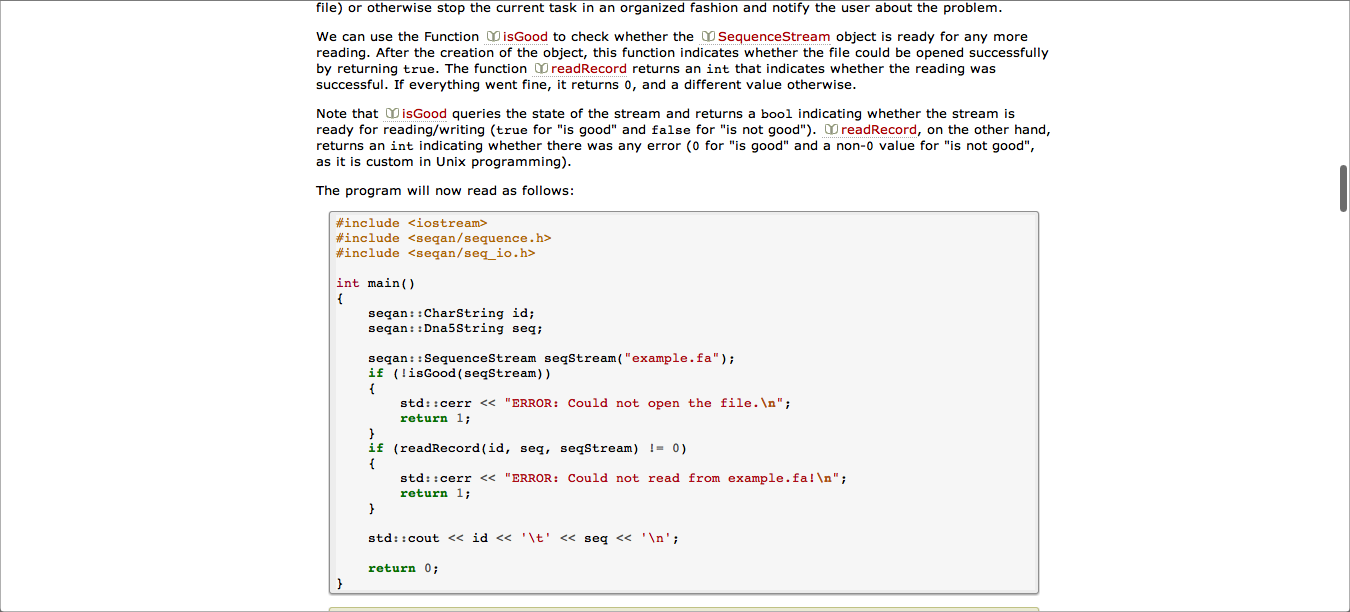 file) or otherwise stop the current task in an organized fashion and notify the user about the problem.
We can use the Function isGood to check whether the SequenceStream object is ready for any more
reading. After the creation of the object, this function indicates whether the file could be opened successfully
by returning true. The function readRecord returns an int that indicates whether the reading was
successful. If everything went fine, it returns 0, and a different value otherwise.
Note that isGood queries the state of the stream and returns a bool indicating whether the stream is
ready for reading/writing (true for "is good" and false for "is not good"). readRecord, on the other hand,
returns an int indicating whether there was any error (0 for "is good" and a non-0 value for "is not good",
as it is custom in Unix programming).
The program will now read as follows:
#include <iostream>
#include <seqan/sequence.h>
#include <seqan/seq_io.h>
int main()
{
    seqan::CharString id;
    seqan::Dna5String seq;
    seqan::SequenceStream seqStream("example.fa");
    if (!isGood(seqStream))
    {
        std::cerr << "ERROR: Could not open the file.\n";
        return 1;
    }
    if (readRecord(id, seq, seqStream) != 0)
    {
        std::cerr << "ERROR: Could not read from example.fa!\n";
        return 1;
    }
    std::cout << id << '\t' << seq << '\n';
    return 0;
}